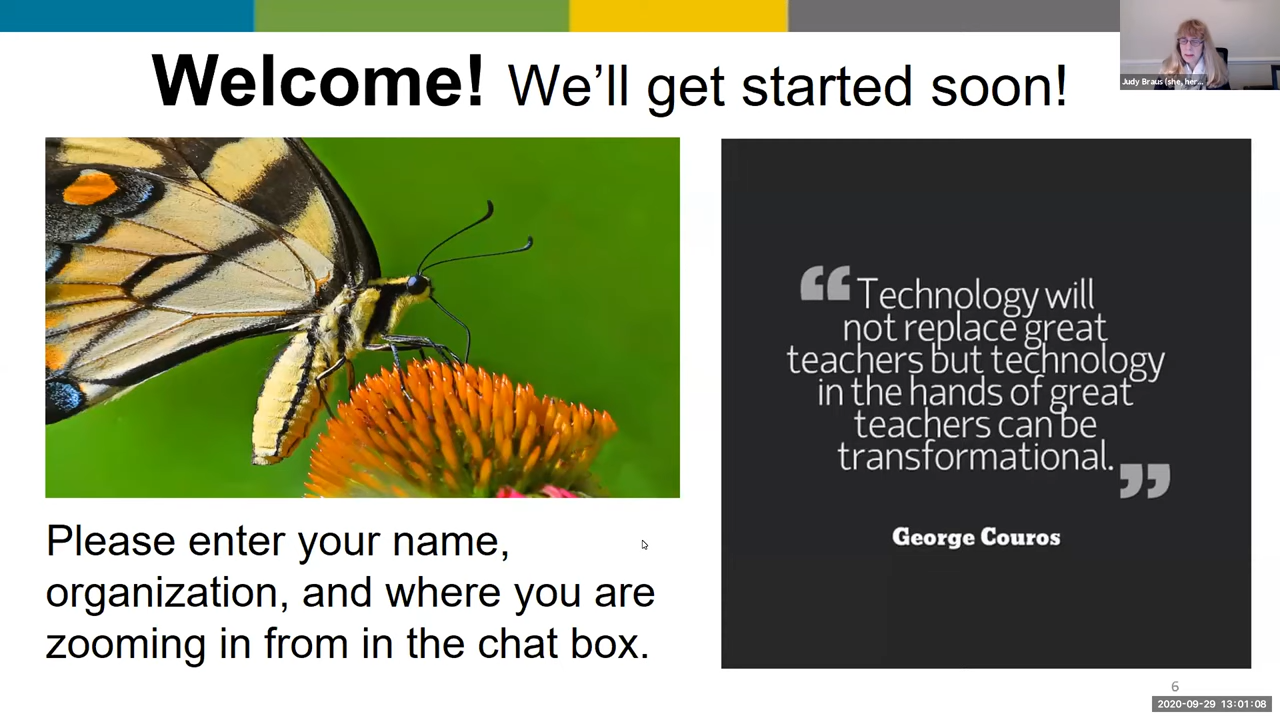 Welcome! We'll get started soon!
Judy Braus (she, her...
“Technology will
not replace great
teachers but technology
in the hands of great
teachers can be
transformational.”
George Couros
Please enter your name,
organization, and where you are
zooming in from in the chat box.
6
2020-09-29 13:01:08